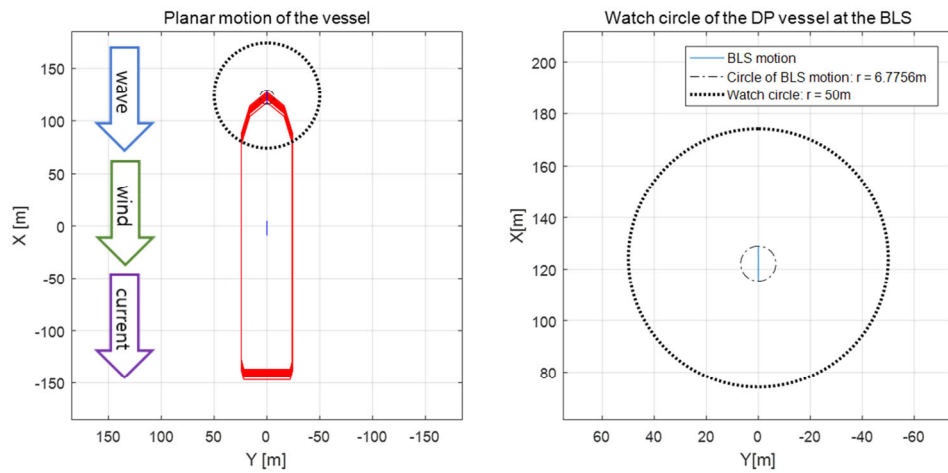 Planar motion of the vessel
150
100
50
0
-50
-100
-150
X [m]
wave
wind
current
150
100
50
0
-50
-100
-150
Y [m]
Watch circle of the DP vessel at the BLS
200
180
160
140
120
100
80
X[m]
BLS motion
Circle of BLS motion: r = 6.7756m
Watch circle: r = 50m
60
40
20
0
-20
-40
-60
Y[m]